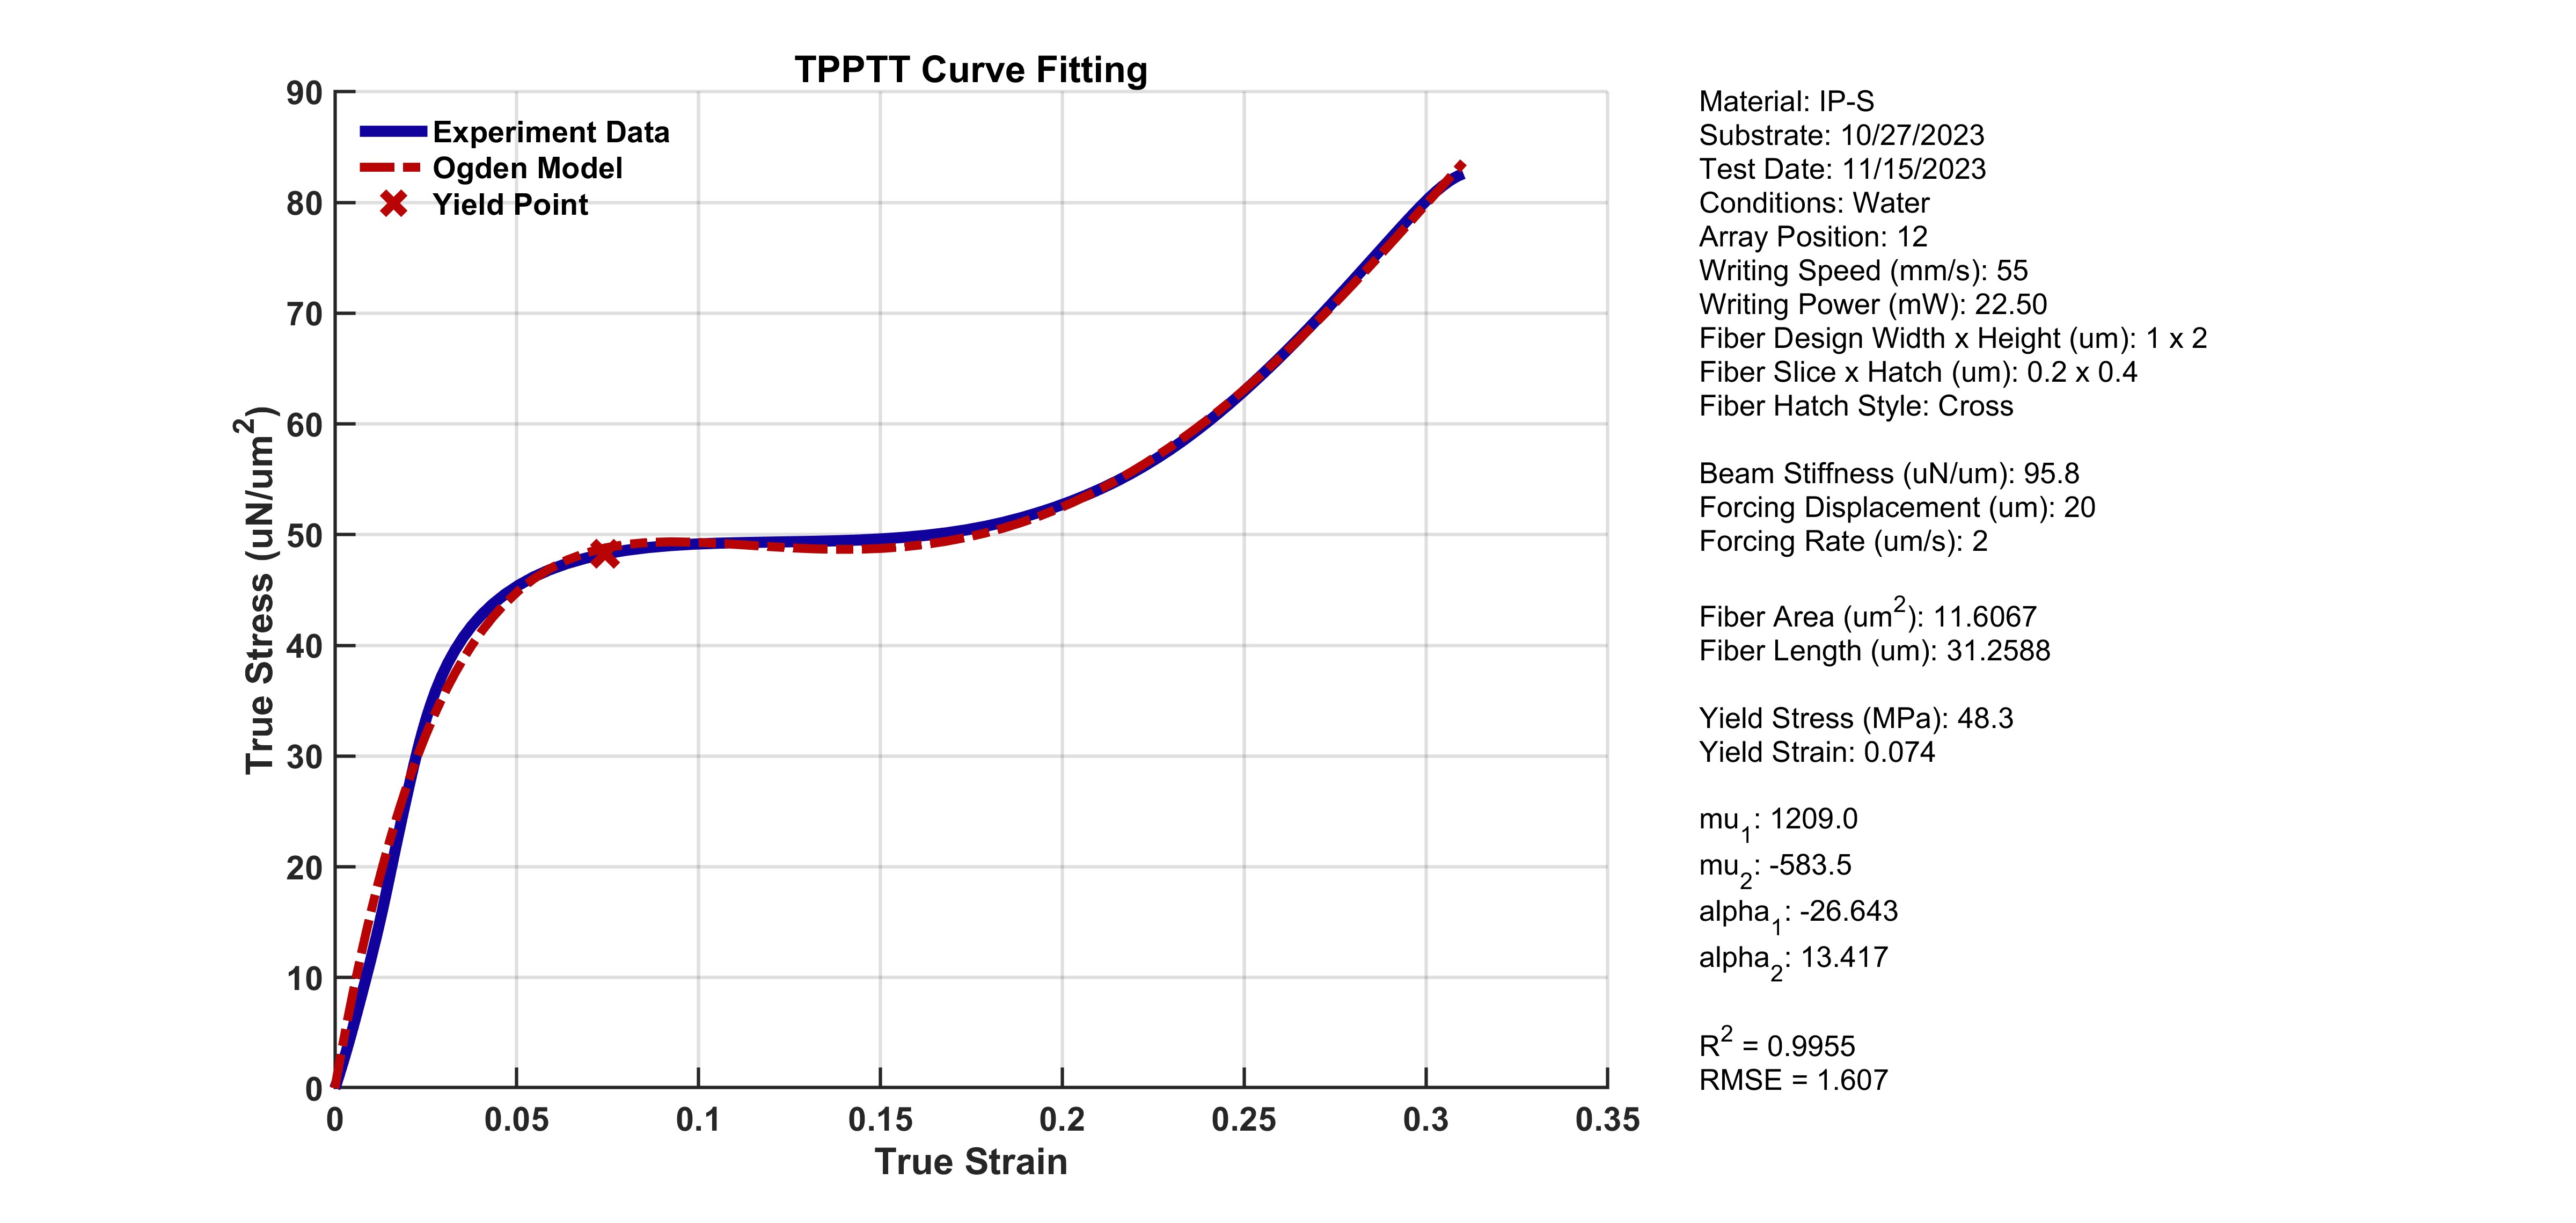 TPPTT Curve Fitting
90
80
70
60
50
40
30
20
10
0
True Stress (uN/um²)
Experiment Data
Ogden Model
Yield Point
0 0.05 0.1 0.15 0.2 0.25 0.3 0.35
True Strain
Material: IP-S
Substrate: 10/27/2023
Test Date: 11/15/2023
Conditions: Water
Array Position: 12
Writing Speed (mm/s): 55
Writing Power (mW): 22.50
Fiber Design Width x Height (um): 1 x 2
Fiber Slice x Hatch (um): 0.2 x 0.4
Fiber Hatch Style: Cross
Beam Stiffness (uN/um): 95.8
Forcing Displacement (um): 20
Forcing Rate (um/s): 2
Fiber Area (um²): 11.6067
Fiber Length (um): 31.2588
Yield Stress (MPa): 48.3
Yield Strain: 0.074
mu₁: 1209.0
mu₂: -583.5
alpha₁: -26.643
alpha₂: 13.417
R² = 0.9955
RMSE = 1.607